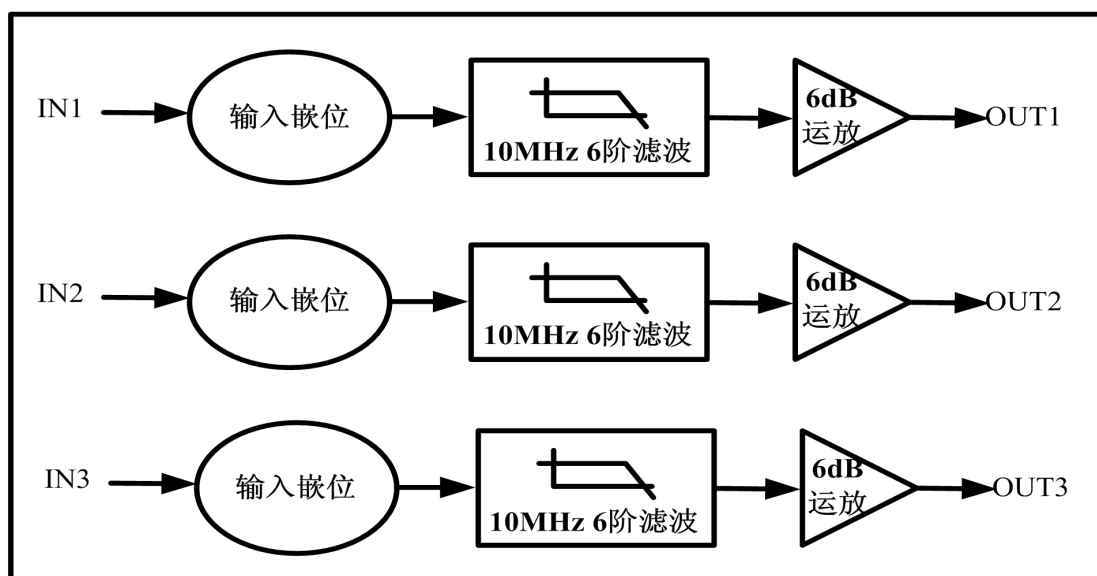 IN1
输入嵌位
10MHz 6阶滤波
6dB
运放
OUT1
IN2
输入嵌位
10MHz 6阶滤波
6dB
运放
OUT2
IN3
输入嵌位
10MHz 6阶滤波
6dB
运放
OUT3